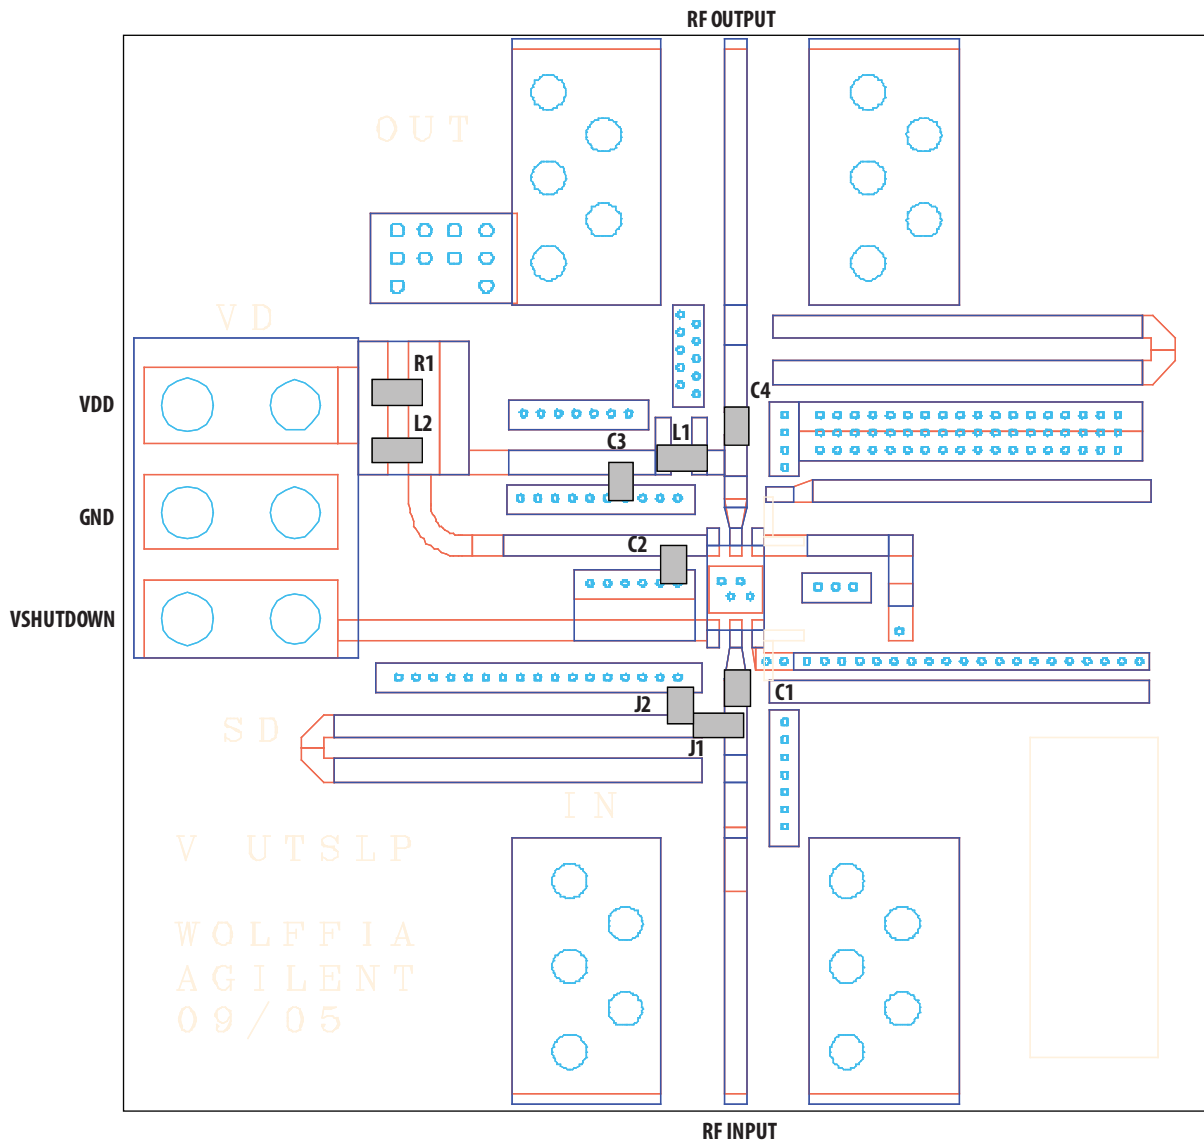 RF OUTPUT
OUT
VD
R1
VDD
L2
C4
C3
L1
GND
C2
VSHUTDOWN
C1
J2
J1
SD
IN
V UTSLP
WOLFFIA
AGILENT
09/05
RF INPUT